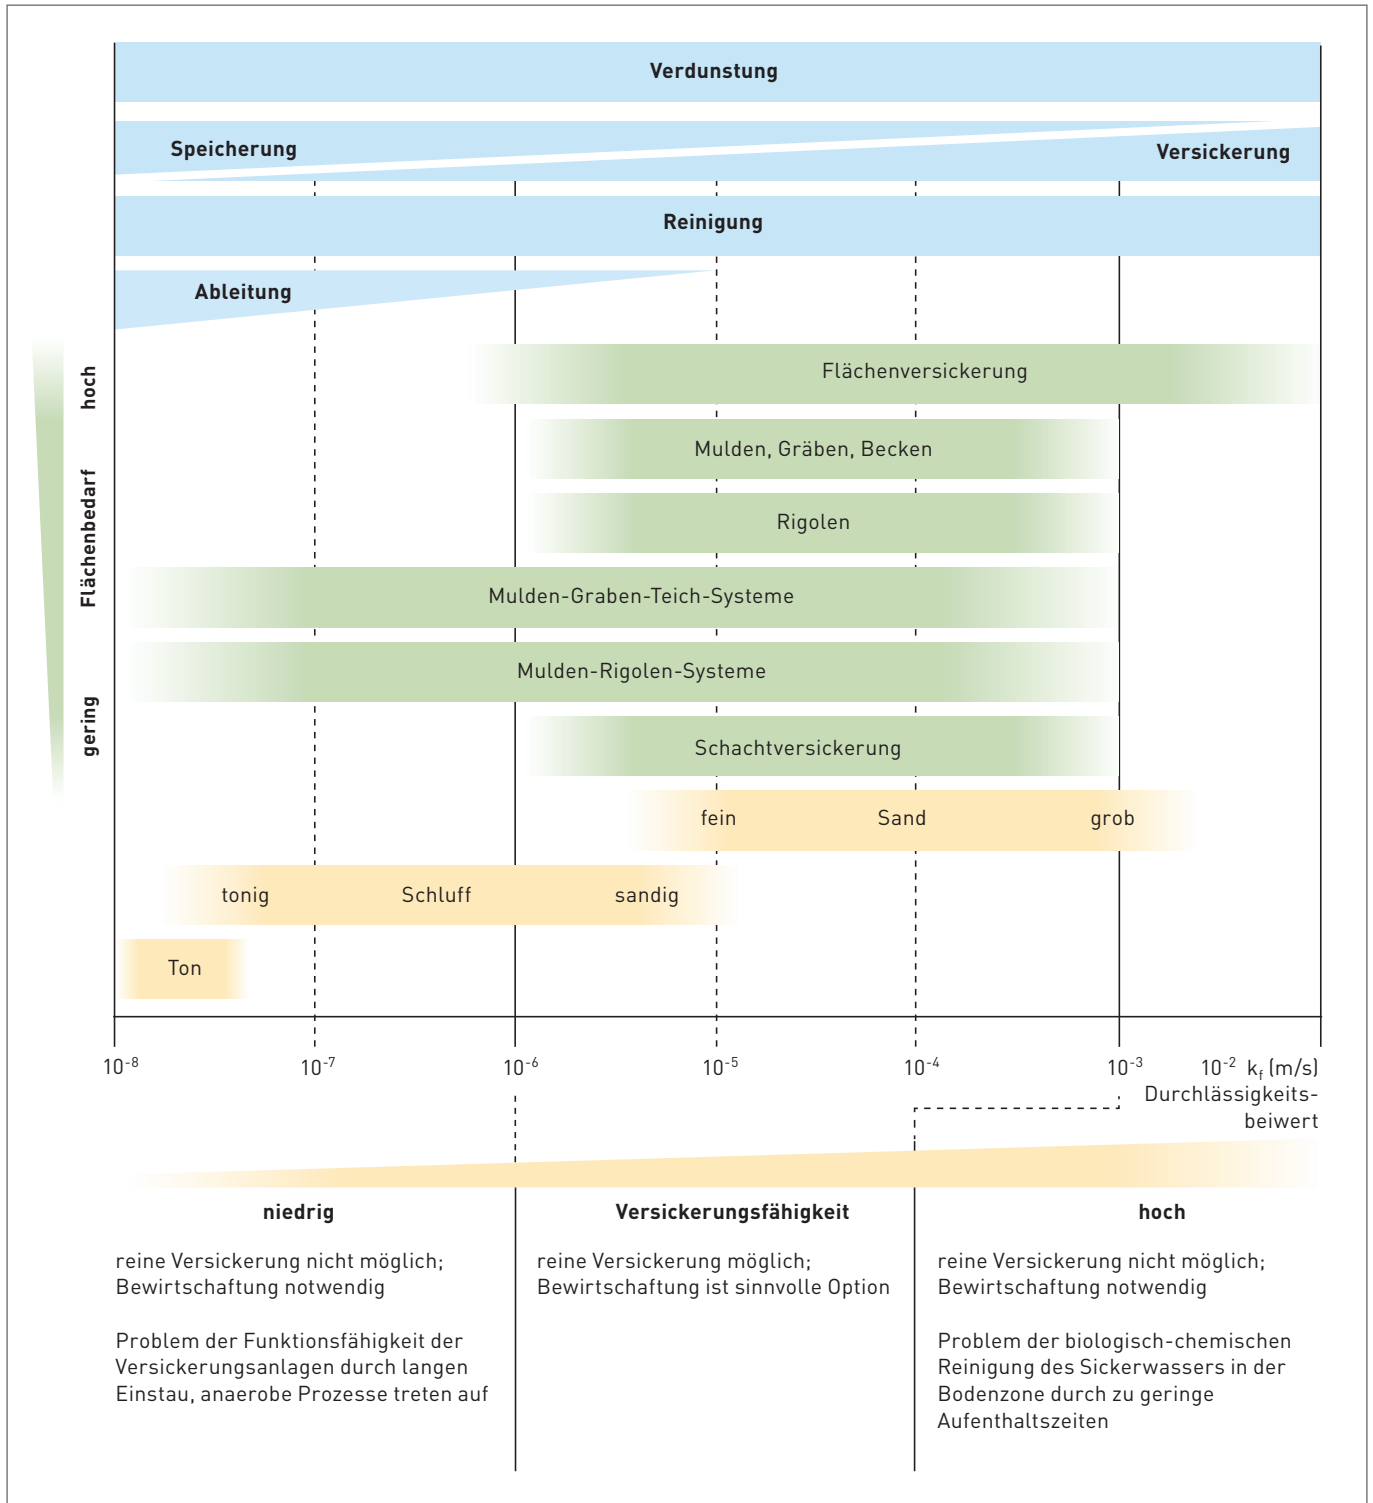 Verdunstung
Speicherung
Versickerung
Reinigung
Ableitung
hoch
Flächenbedarf
gering
Flächenversickerung
Mulden, Gräben, Becken
Rigolen
Mulden-Graben-Teich-Systeme
Mulden-Rigolen-Systeme
Schachtversickerung
fein Sand grob
tonig Schluff sandig
Ton
10⁻⁸ 10⁻⁷ 10⁻⁶ 10⁻⁵ 10⁻⁴ 10⁻³ 10⁻² k_f (m/s)
Durchlässigkeits-
beiwert
niedrig Versickerungsfähigkeit hoch
reine Versickerung nicht möglich;
Bewirtschaftung notwendig
Problem der Funktionsfähigkeit der
Versickerungsanlagen durch langen
Einstau, anaerobe Prozesse treten auf
reine Versickerung möglich;
Bewirtschaftung ist sinnvolle Option
reine Versickerung nicht möglich;
Bewirtschaftung notwendig
Problem der biologisch-chemischen
Reinigung des Sickerwassers in der
Bodenzone durch zu geringe
Aufenthaltszeiten